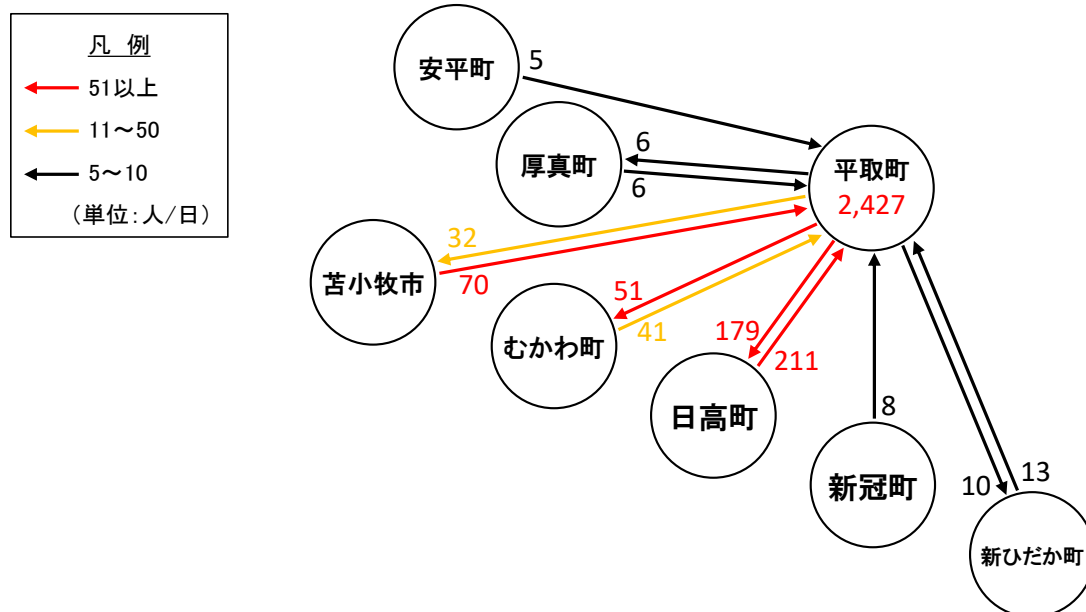 凡 例
51以上
11～50
5～10
（単位：人/日）
安平町
5
厚真町
6
6
平取町
2,427
苫小牧市
32
70
むかわ町
51
41
日高町
179
211
新冠町
8
新ひだか町
10
13